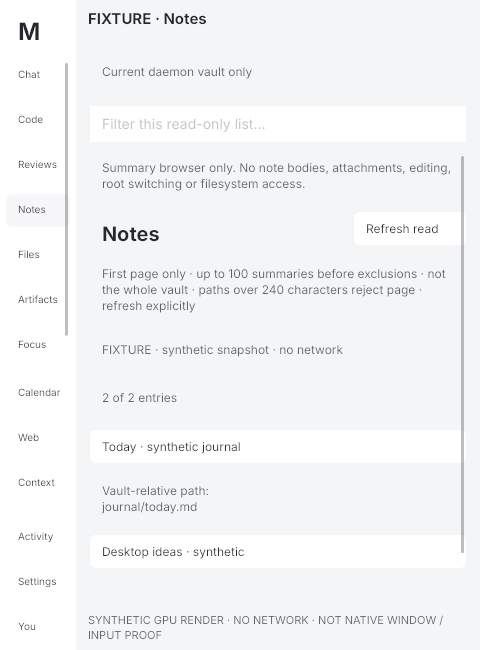 M
Chat
Code
Reviews
Notes
Files
Artifacts
Focus
Calendar
Web
Context
Activity
Settings
You
FIXTURE · Notes
Current daemon vault only
Filter this read-only list...
Summary browser only. No note bodies, attachments, editing,
root switching or filesystem access.
Notes
Refresh read
First page only · up to 100 summaries before exclusions · not
the whole vault · paths over 240 characters reject page ·
refresh explicitly
FIXTURE · synthetic snapshot · no network
2 of 2 entries
Today · synthetic journal
Vault-relative path:
journal/today.md
Desktop ideas · synthetic
SYNTHETIC GPU RENDER · NO NETWORK · NOT NATIVE WINDOW /
INPUT PROOF